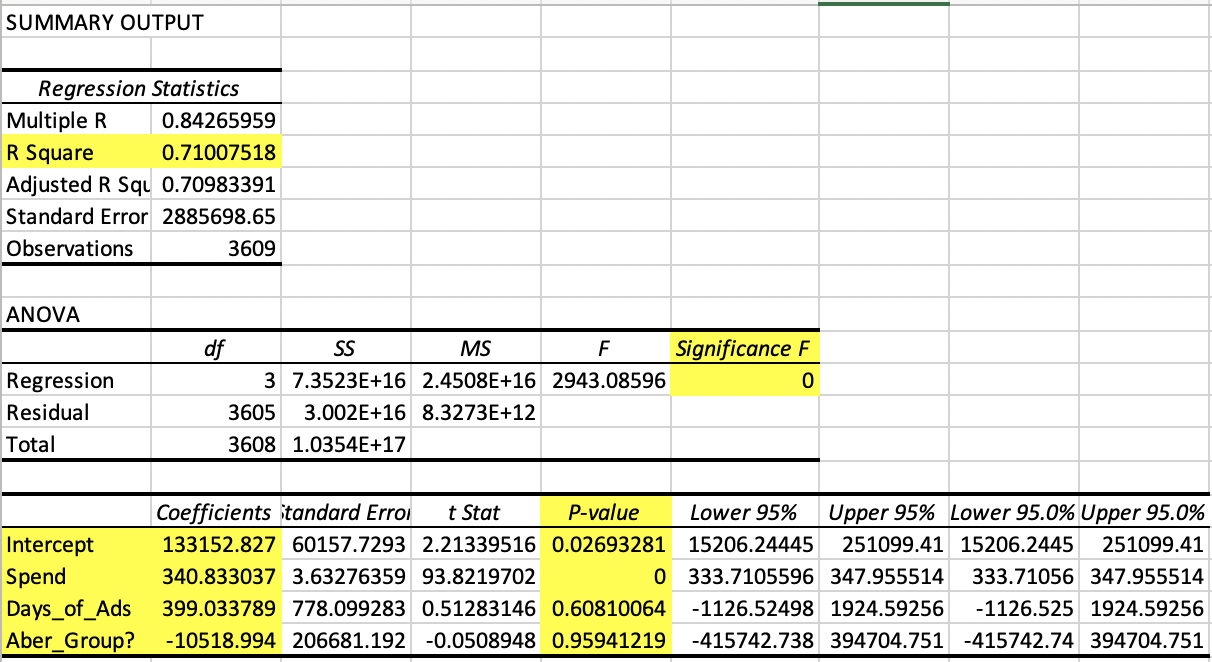 SUMMARY OUTPUT
Regression Statistics
Multiple R 0.84265959
R Square 0.71007518
Adjusted R Squ 0.70983391
Standard Error 2885698.65
Observations 3609
ANOVA
df SS MS F Significance F
Regression 3 7.3523E+16 2.4508E+16 2943.08596 0
Residual 3605 3.002E+16 8.3273E+12
Total 3608 1.0354E+17
Coefficients Standard Error t Stat P-value Lower 95% Upper 95% Lower 95.0% Upper 95.0%
Intercept 133152.827 60157.7293 2.21339516 0.02693281 15206.24445 251099.41 15206.2445 251099.41
Spend 340.833037 3.63276359 93.8219702 0 333.7105596 347.955514 333.71056 347.955514
Days_of_Ads 399.033789 778.099283 0.51283146 0.60810064 -1126.52498 1924.59256 -1126.525 1924.59256
Aber_Group? -10518.994 206681.192 -0.0508948 0.95941219 -415742.738 394704.751 -415742.74 394704.751